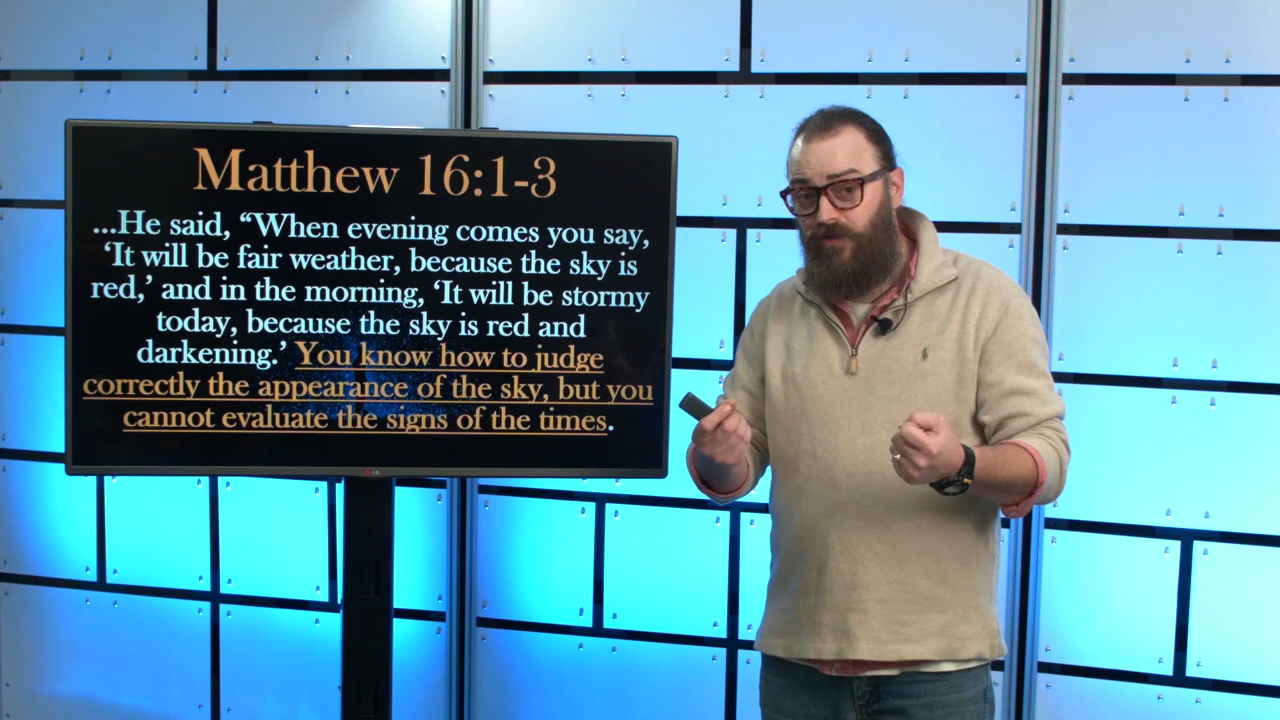 Matthew 16:1-3
...He said, “When evening comes you say,
‘It will be fair weather, because the sky is
red,’ and in the morning, ‘It will be stormy
today, because the sky is red and
darkening.’ You know how to judge
correctly the appearance of the sky, but you
cannot evaluate the signs of the times.
LG